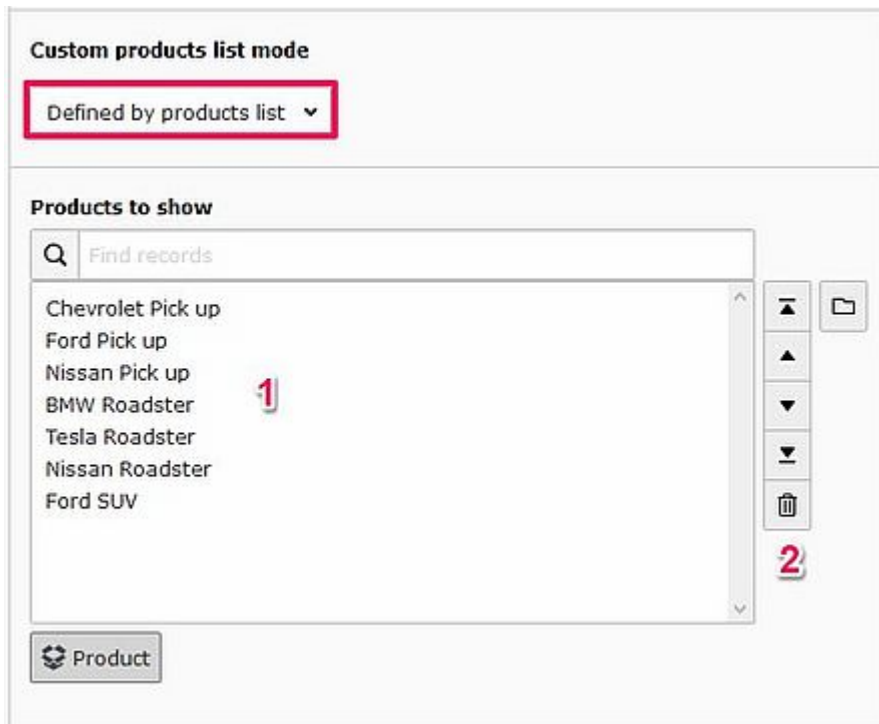 Custom products list mode
Defined by products list
Products to show
Find records
Chevrolet Pick up
Ford Pick up
Nissan Pick up
BMW Roadster
Tesla Roadster
Nissan Roadster
Ford SUV
1
2
Product